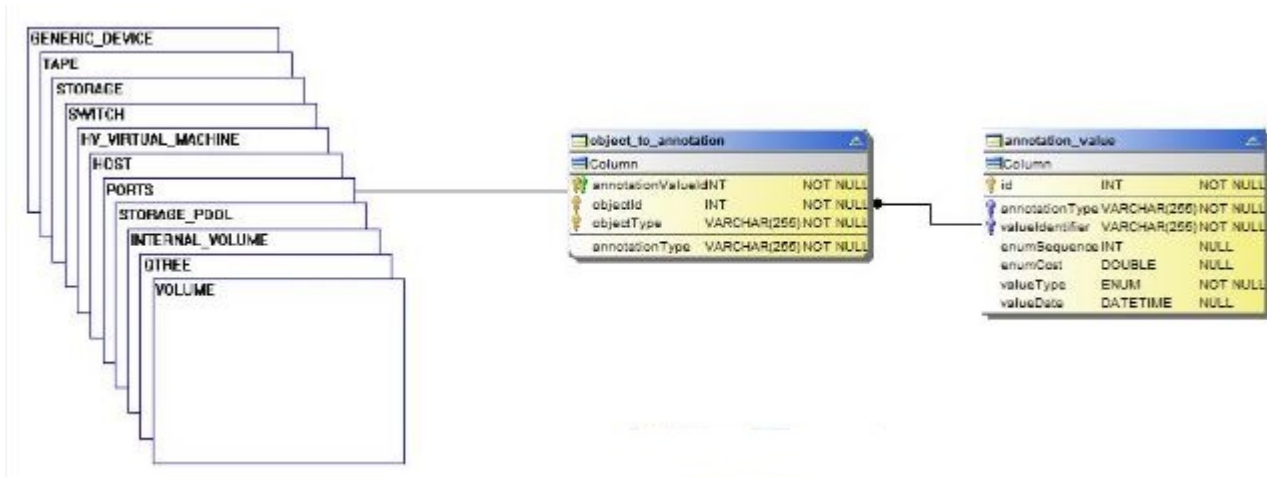 GENERIC_DEVICE
TAPE
STORAGE
SWITCH
HV_VIRTUAL_MACHINE
HOST
PORTS
STORAGE_POOL
INTERNAL_VOLUME
QTREE
VOLUME
object_to_annotation
Column
annotationValueId INT NOT NULL
objectId INT NOT NULL
objectType VARCHAR(255) NOT NULL
annotationType VARCHAR(255) NOT NULL
annotation_value
Column
id INT NOT NULL
annotationType VARCHAR(255) NOT NULL
valueIdentifier VARCHAR(255) NOT NULL
enumSequence INT NULL
enumCost DOUBLE NULL
valueType ENUM NOT NULL
valueDate DATETIME NULL